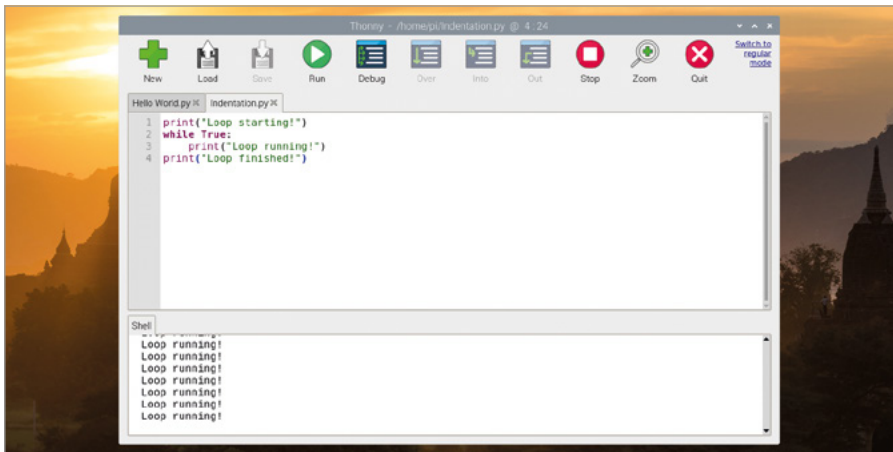 Thonny - /home/pi/Indentation.py @ 4:24
New Load Save Run Debug Over Into Out Stop Zoom Quit
Switch to
regular
mode
Hello World.py Indentation.py
1 print("Loop starting!")
2 while True:
3     print("Loop running!")
4 print("Loop finished!")
Shell
Loop running!
Loop running!
Loop running!
Loop running!
Loop running!
Loop running!
Loop running!